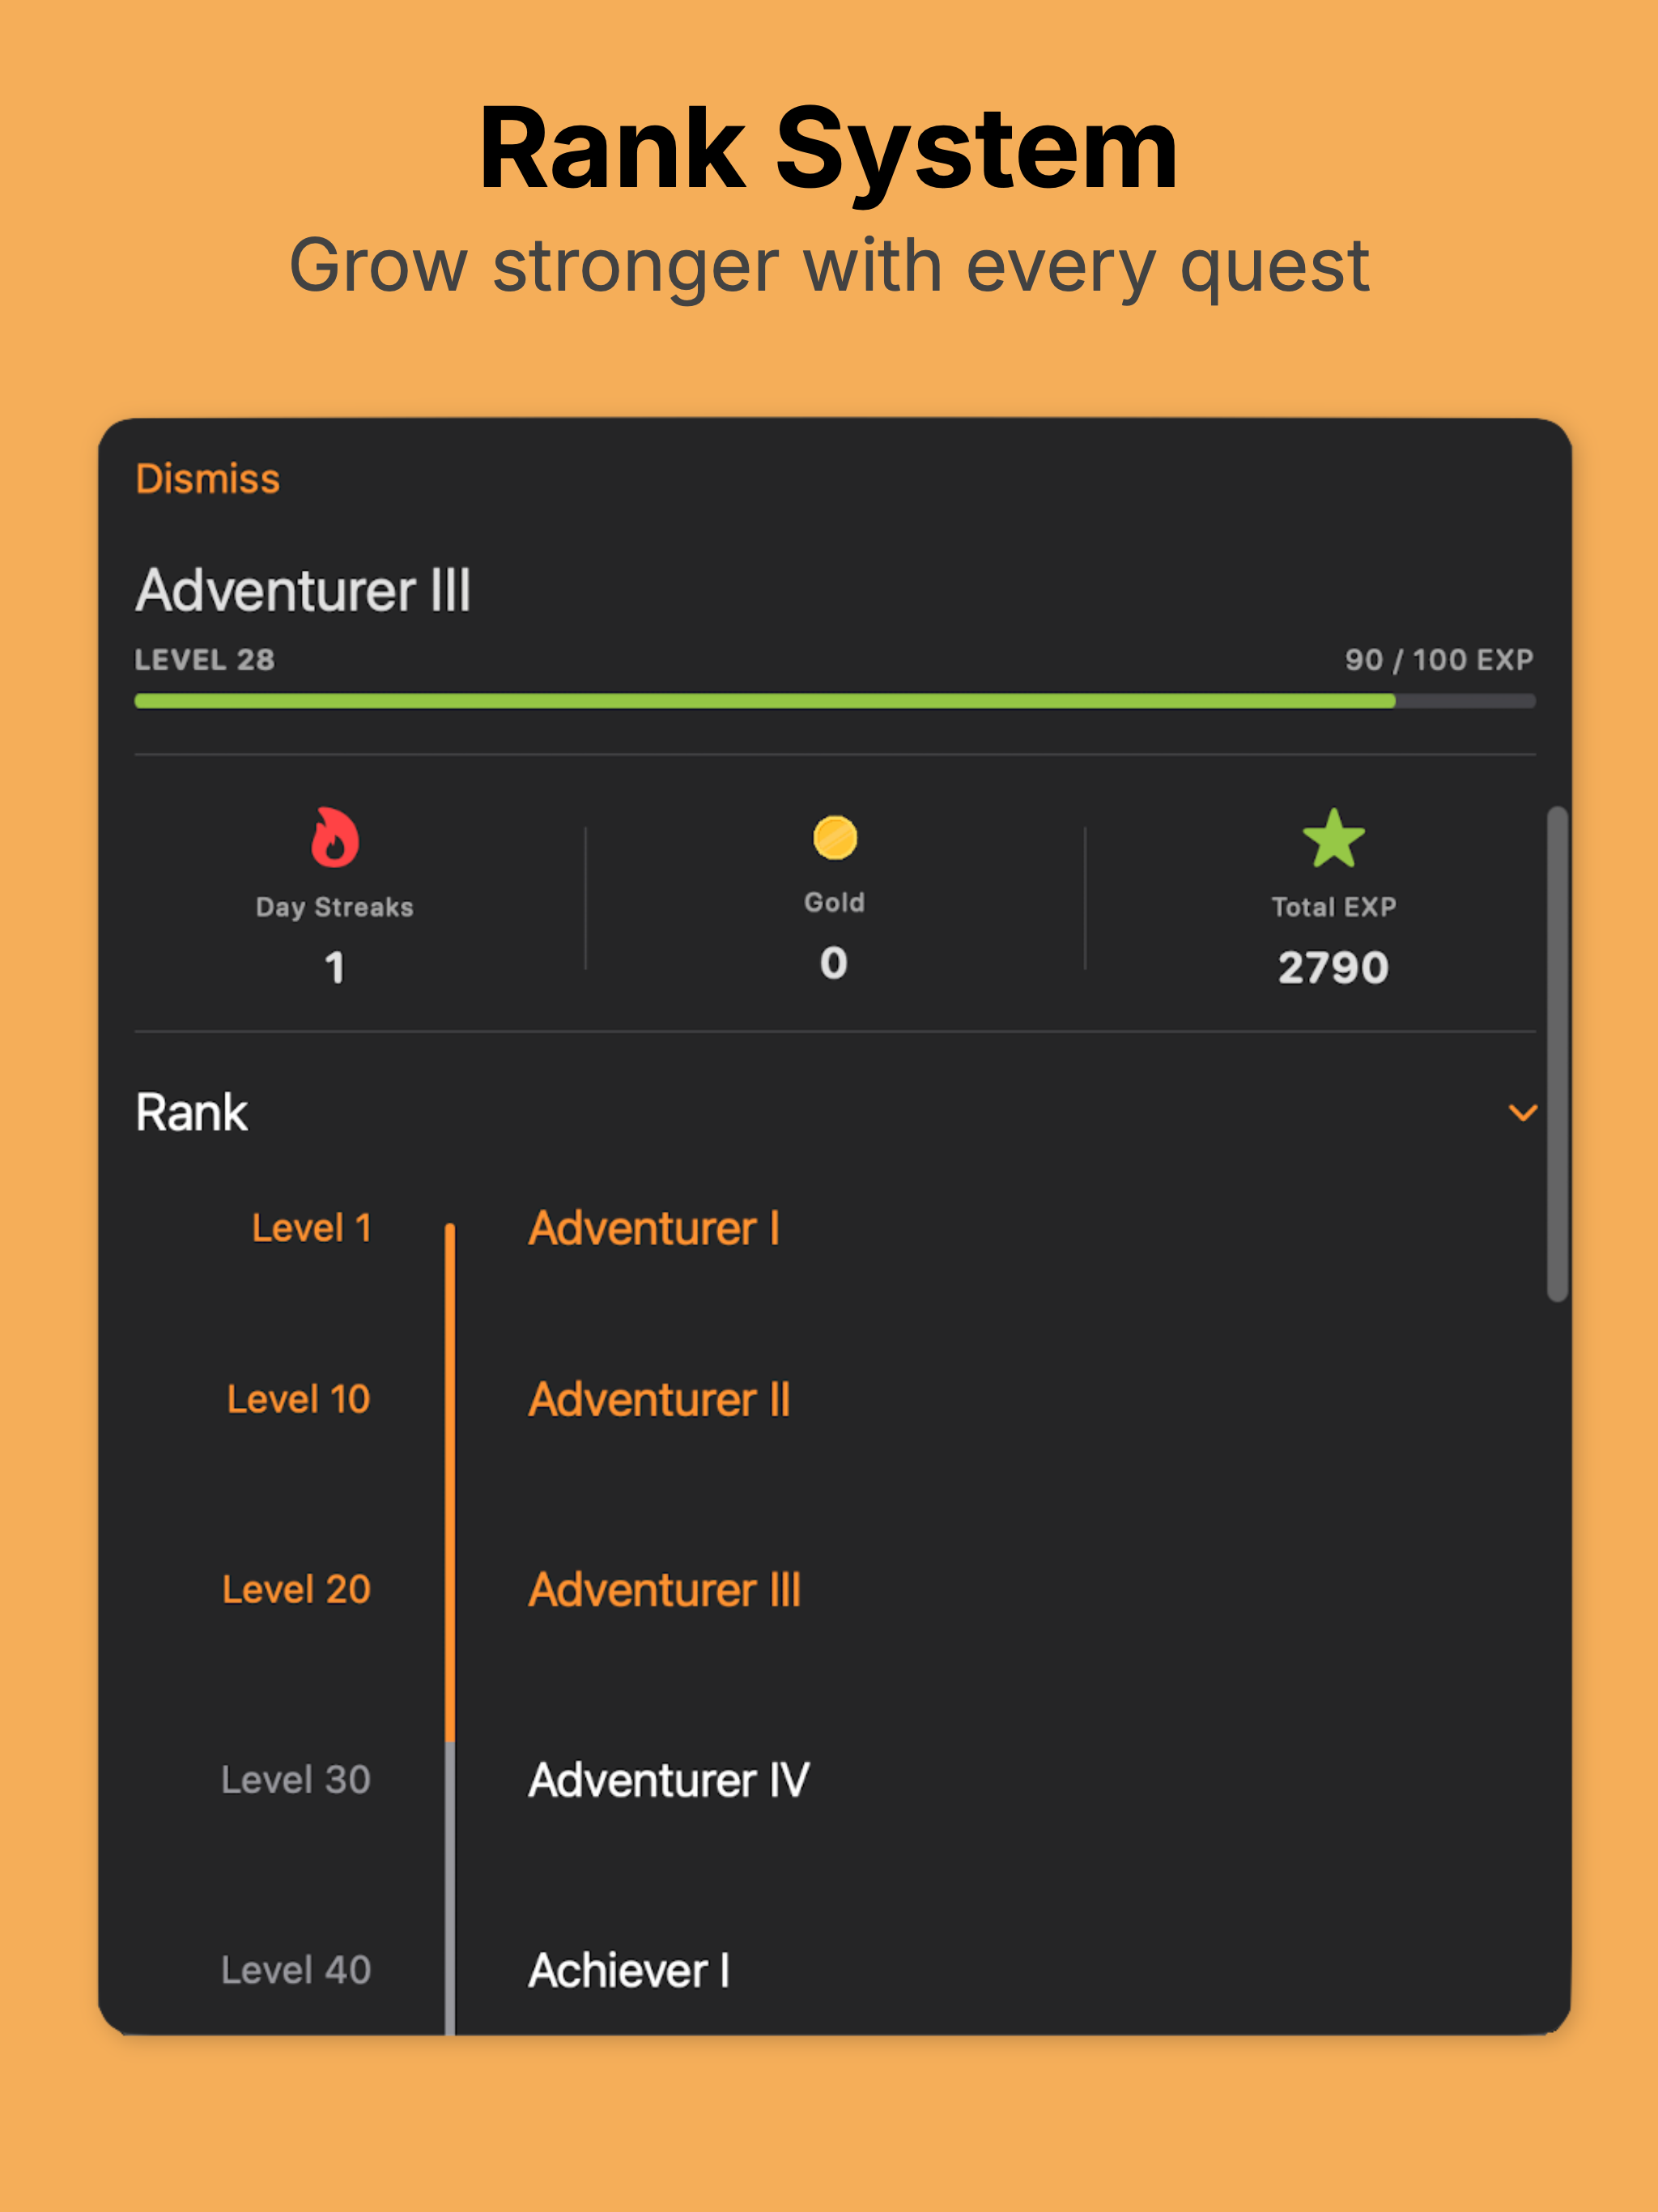 Rank System
Grow stronger with every quest
Dismiss
Adventurer III
LEVEL 28 90 / 100 EXP
Day Streaks Gold Total EXP
1 0 2790
Rank
Level 1 Adventurer I
Level 10 Adventurer II
Level 20 Adventurer III
Level 30 Adventurer IV
Level 40 Achiever I